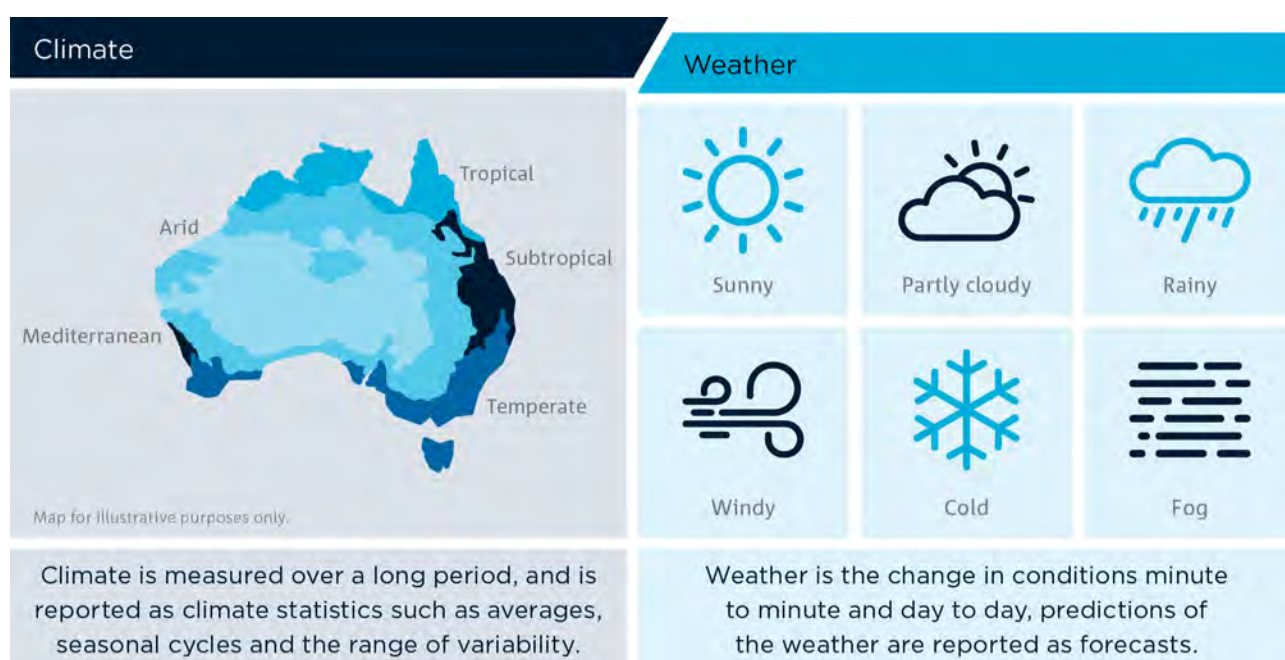 Climate
Weather
Tropical
Arid
Subtropical
Mediterranean
Temperate
Map for illustrative purposes only.
Sunny
Partly cloudy
Rainy
Windy
Cold
Fog
Climate is measured over a long period, and is
reported as climate statistics such as averages,
seasonal cycles and the range of variability.
Weather is the change in conditions minute
to minute and day to day, predictions of
the weather are reported as forecasts.